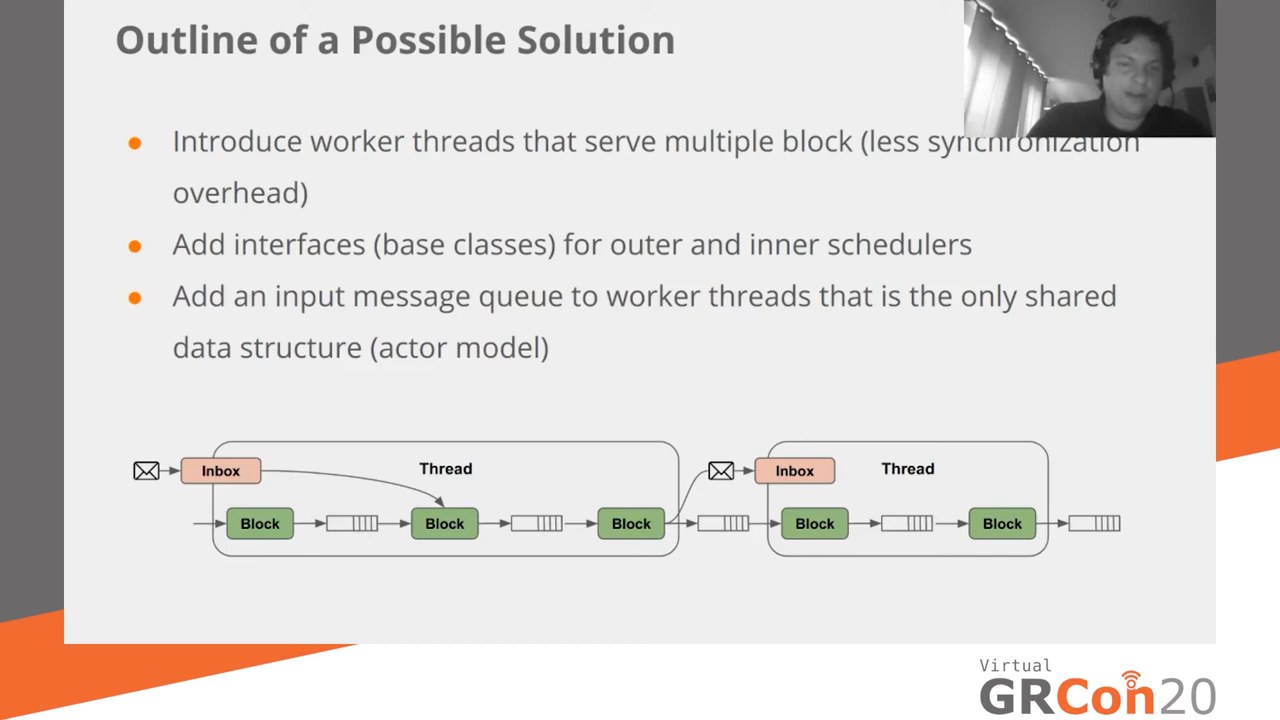 Outline of a Possible Solution
Introduce worker threads that serve multiple block (less synchronization
overhead)
Add interfaces (base classes) for outer and inner schedulers
Add an input message queue to worker threads that is the only shared
data structure (actor model)
Inbox Thread Inbox Thread
Block Block Block Block Block
Virtual
GRCon20